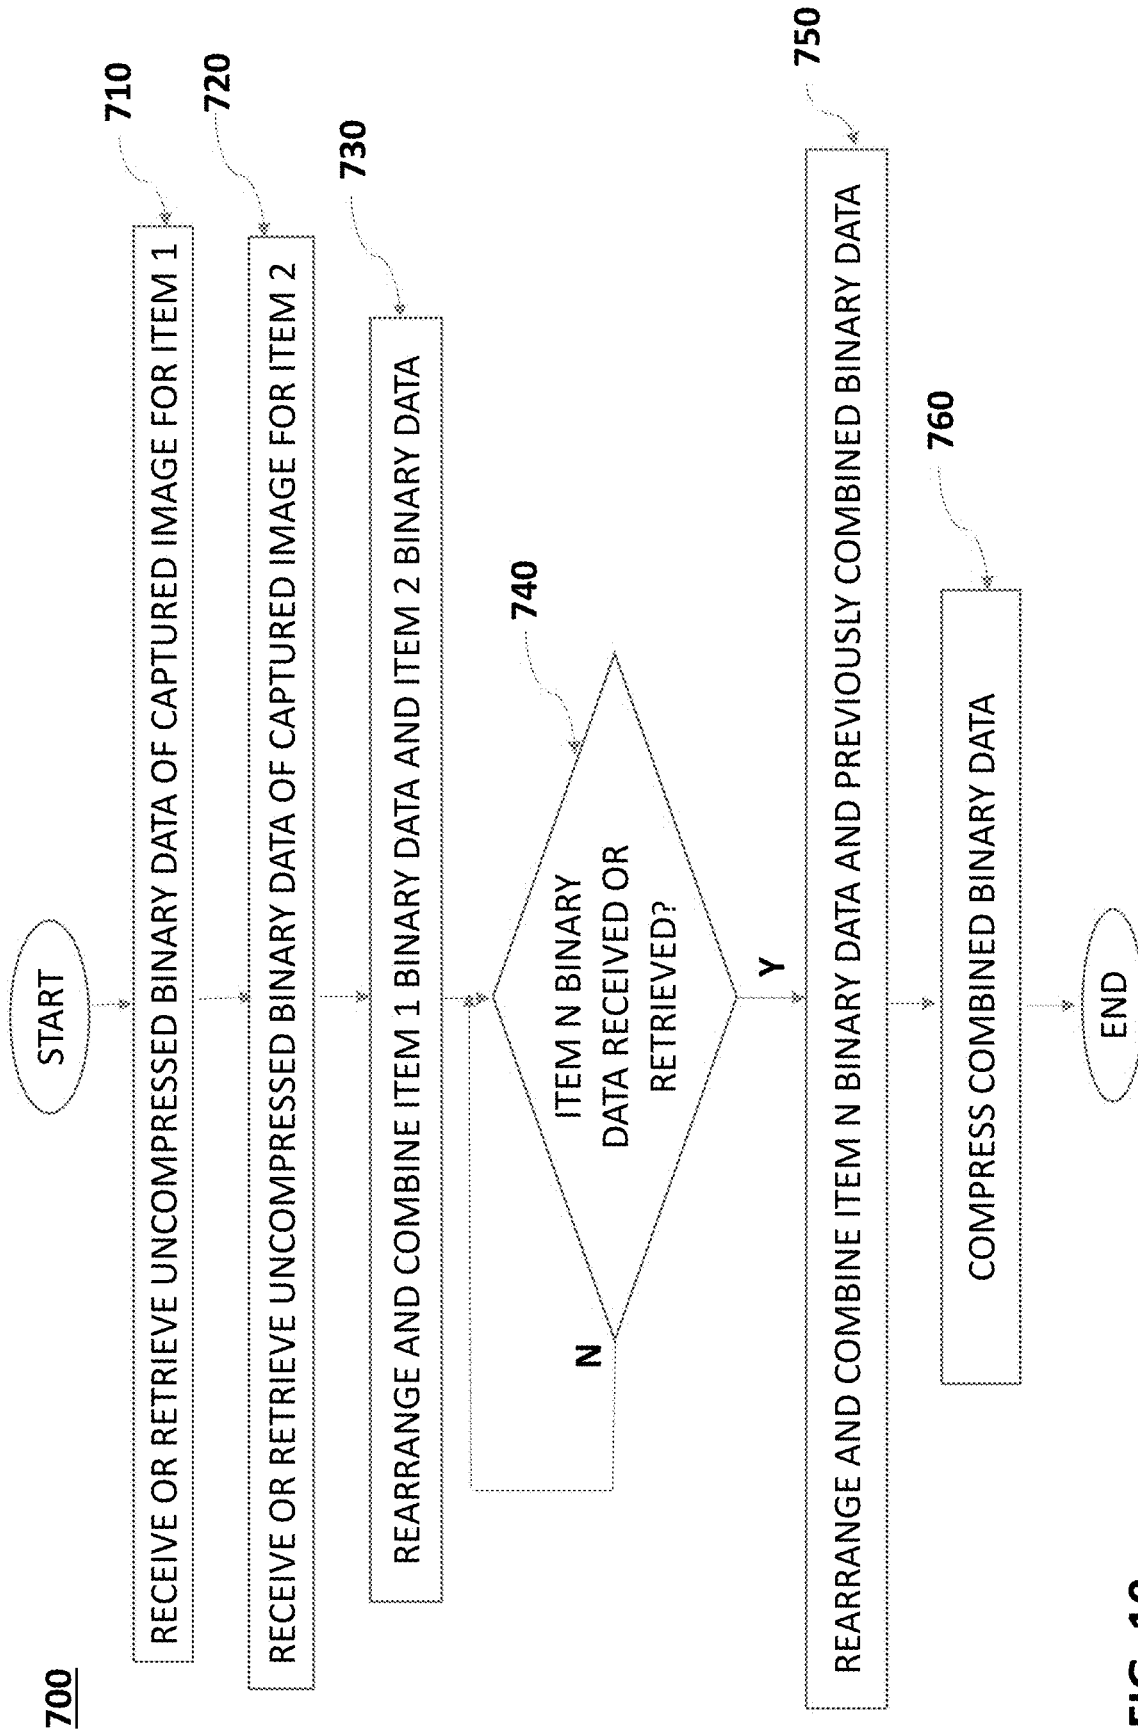 700
START
RECEIVE OR RETRIEVE UNCOMPRESSED BINARY DATA OF CAPTURED IMAGE FOR ITEM 1
710
RECEIVE OR RETRIEVE UNCOMPRESSED BINARY DATA OF CAPTURED IMAGE FOR ITEM 2
720
REARRANGE AND COMBINE ITEM 1 BINARY DATA AND ITEM 2 BINARY DATA
730
ITEM N BINARY
DATA RECEIVED OR
RETRIEVED?
740
N
Y
REARRANGE AND COMBINE ITEM N BINARY DATA AND PREVIOUSLY COMBINED BINARY DATA
750
COMPRESS COMBINED BINARY DATA
760
END